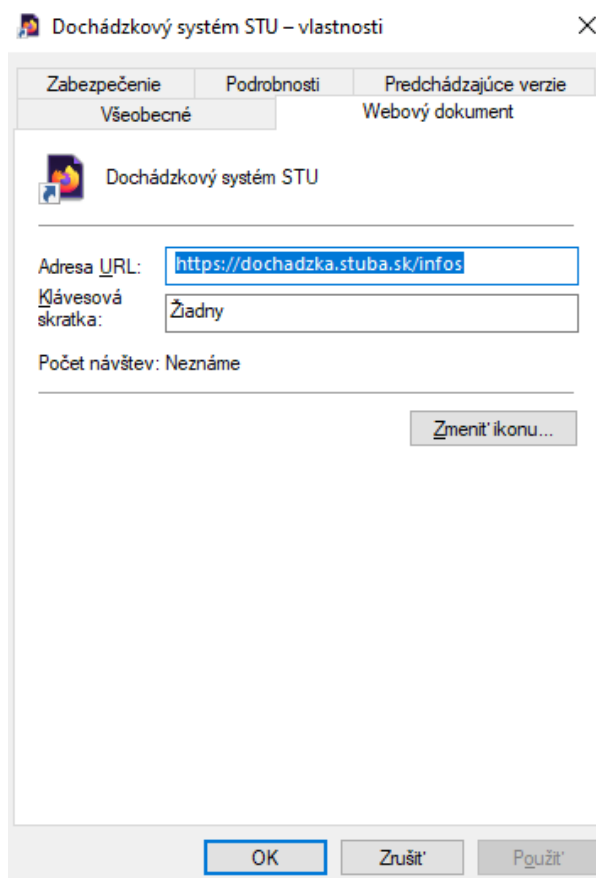 Dochádzkový systém STU – vlastnosti
Zabezpečenie Podrobnosti Predchádzajúce verzie
Všeobecné Webový dokument
Dochádzkový systém STU
Adresa URL: https://dochadzka.stuba.sk/infos
Klávesová
skratka: Žiadny
Počet návštev: Neznáme
Zmeniť ikonu...
OK Zrušiť Použiť